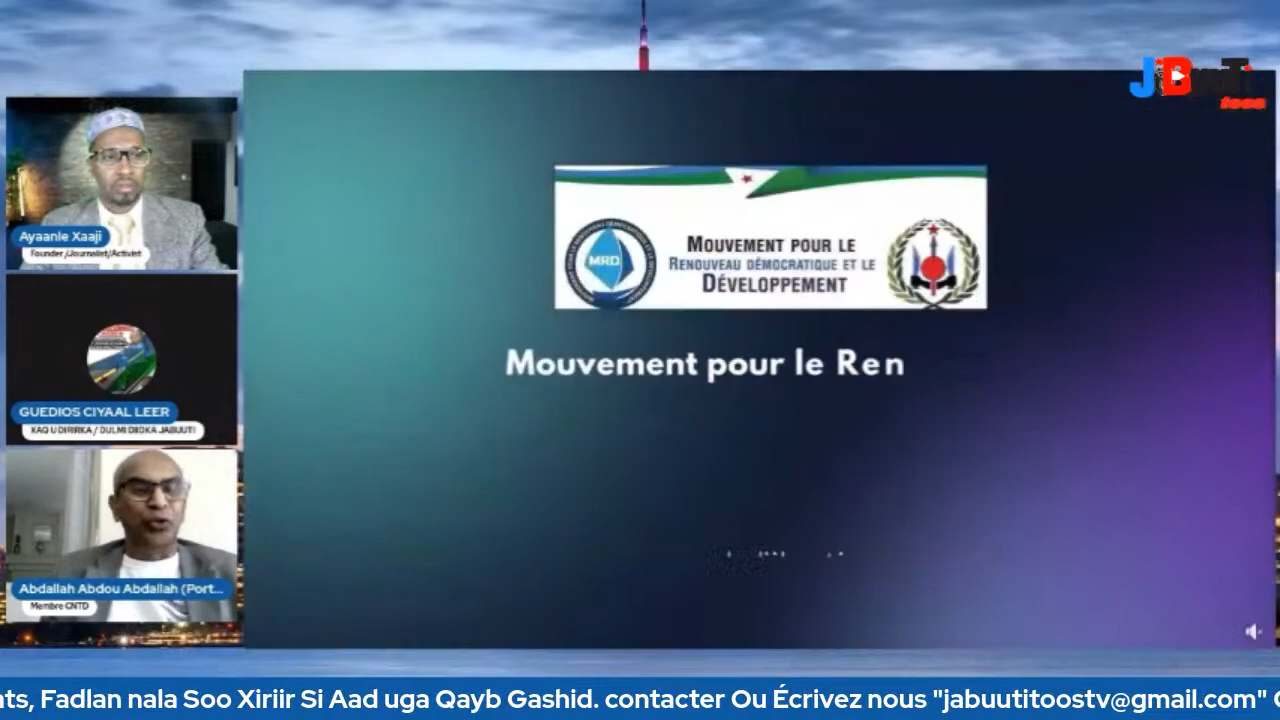 JBuuTi
toos
Ayaanle Xaaji
Founder /Journalist/Activist
GUEDIOS CIYAAL LEER
XAQ U DIRIRKA / DULMI DIIDKA JABUUTI
Abdallah Abdou Abdallah (Port...
Membre CNTD
MRD
MOUVEMENT POUR LE
RENOUVEAU DÉMOCRATIQUE ET LE
DÉVELOPPEMENT
Mouvement pour le Ren
ats, Fadlan nala Soo Xiriir Si Aad uga Qayb Gashid. contacter Ou Écrivez nous "jabuutitoostv@gmail.com"